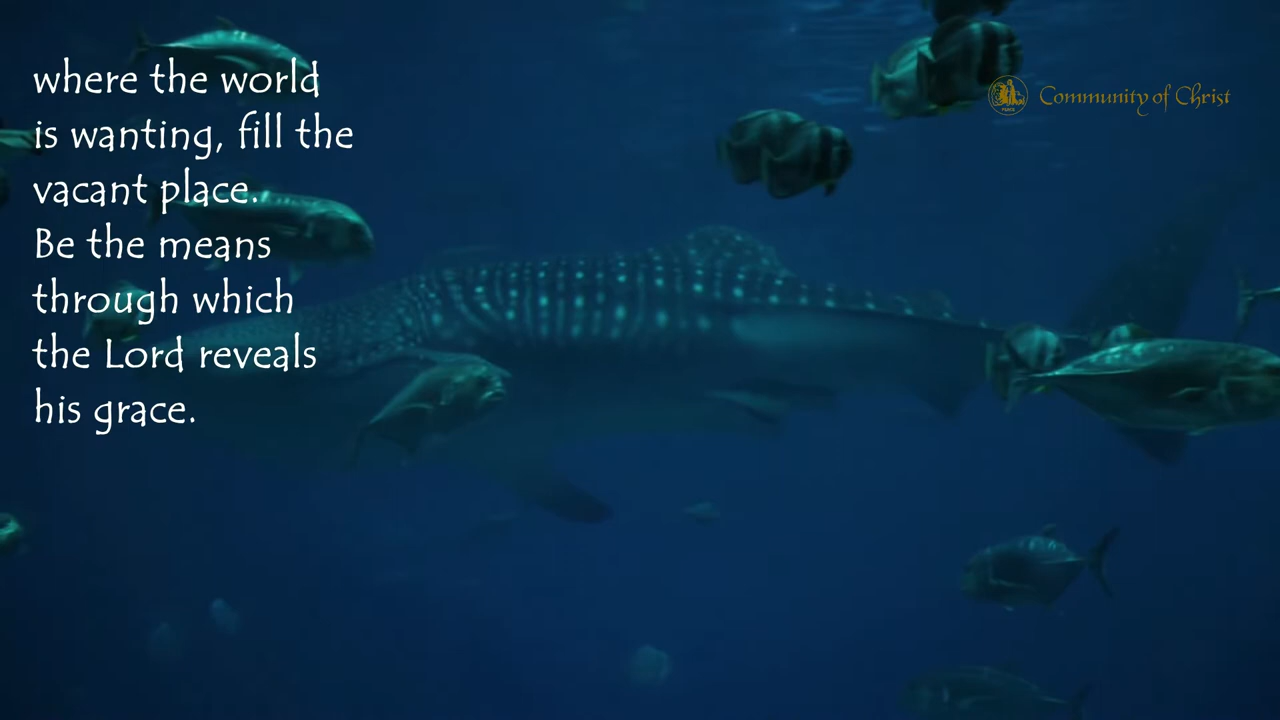 where the world
is wanting, fill the
vacant place.
Be the means
through which
the Lord reveals
his grace.
Community of Christ